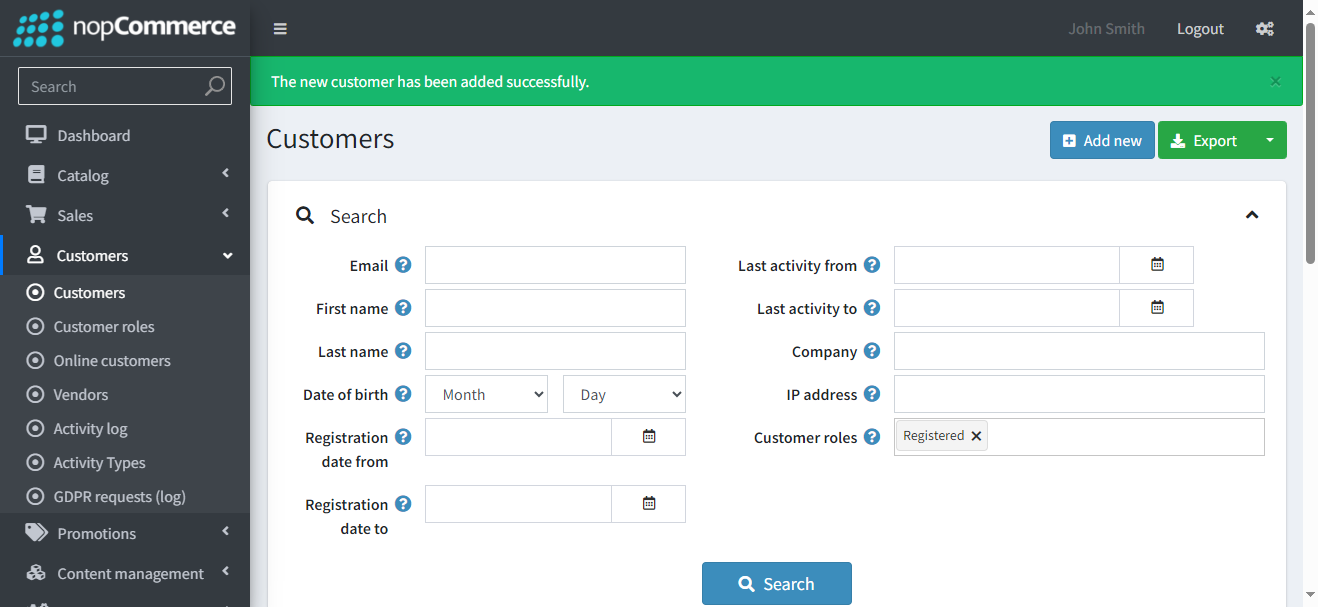 nopCommerce
John Smith
Logout
Search
The new customer has been added successfully.
×
Dashboard
Catalog
Sales
Customers
Customers
Customer roles
Online customers
Vendors
Activity log
Activity Types
GDPR requests (log)
Promotions
Content management
Customers
Add new
Export
Search
Email
First name
Last name
Date of birth
Month
Day
Registration
date from
Registration
date to
Last activity from
Last activity to
Company
IP address
Customer roles
Registered
Search